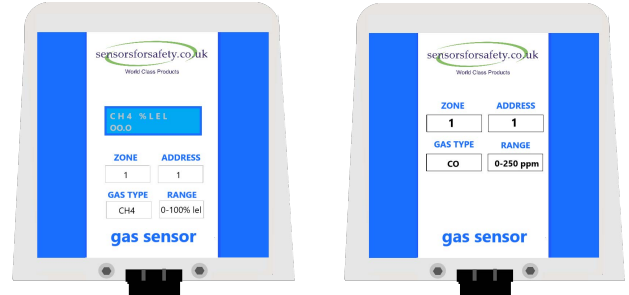 sensorsforsafety.co.uk
World Class Products
CH4 %LEL
00.0
ZONE ADDRESS
1 1
GAS TYPE RANGE
CH4 0-100% lel
gas sensor
sensorsforsafety.co.uk
World Class Products
ZONE ADDRESS
1 1
GAS TYPE RANGE
CO 0-250 ppm
gas sensor